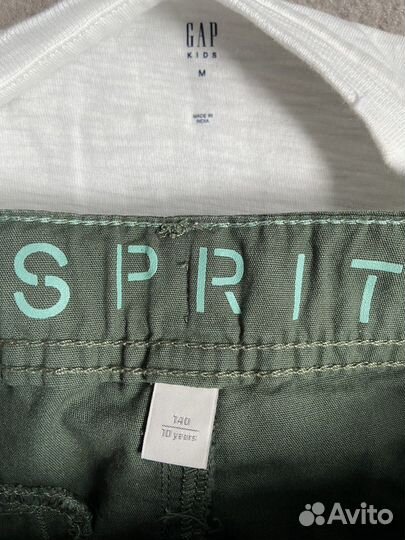 GAP
KIDS
M
MADE IN
INDIA
SPRIT
140
10 years
Avito